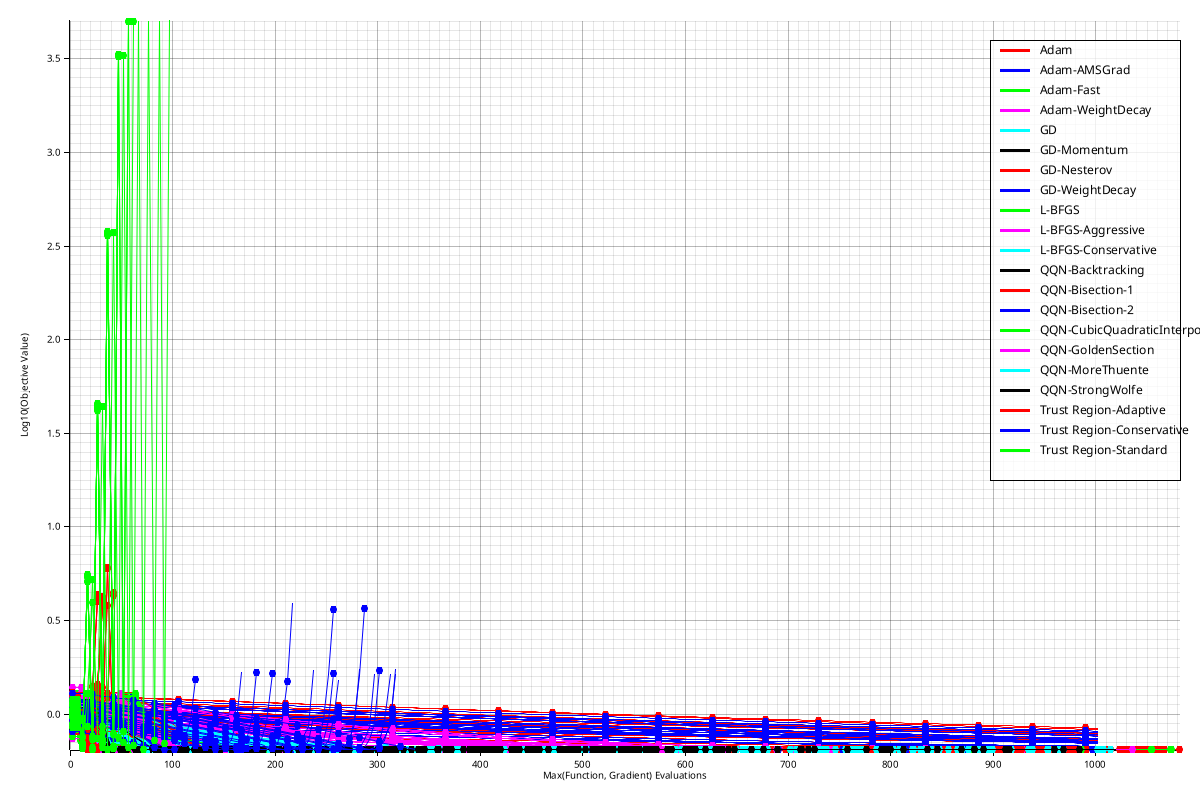 3.5
3.0
2.5
2.0
1.5
1.0
0.5
0.0
Log10(Objective Value)
0 100 200 300 400 500 600 700 800 900 1000
Max(Function, Gradient) Evaluations
Adam
Adam-AMSGrad
Adam-Fast
Adam-WeightDecay
GD
GD-Momentum
GD-Nesterov
GD-WeightDecay
L-BFGS
L-BFGS-Aggressive
L-BFGS-Conservative
QQN-Backtracking
QQN-Bisection-1
QQN-Bisection-2
QQN-CubicQuadraticInterpo
QQN-GoldenSection
QQN-MoreThuente
QQN-StrongWolfe
Trust Region-Adaptive
Trust Region-Conservative
Trust Region-Standard